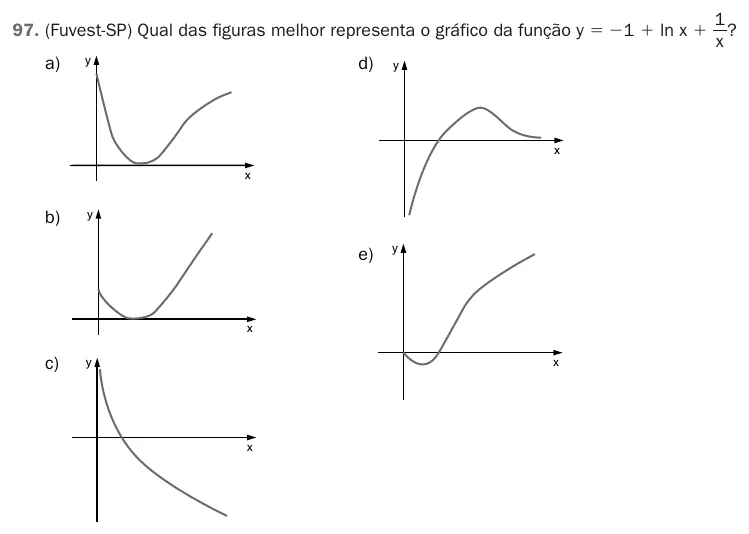 97. (Fuvest-SP) Qual das figuras melhor representa o gráfico da função y = −1 + ln x + 1/x?
a)
y
x
b)
y
x
c)
y
x
d)
y
x
e)
y
x